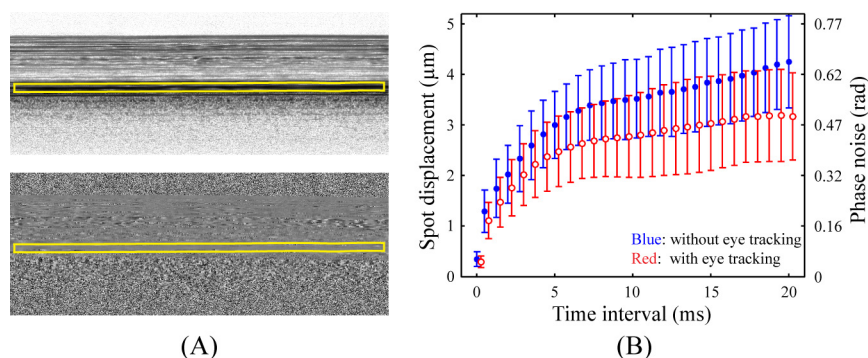 5
4
3
2
1
0
Spot displacement (μm)
0.77
0.62
0.47
0.32
0.16
0
Phase noise (rad)
Blue: without eye tracking
Red: with eye tracking
0 5 10 15 20
Time interval (ms)
(A) (B)